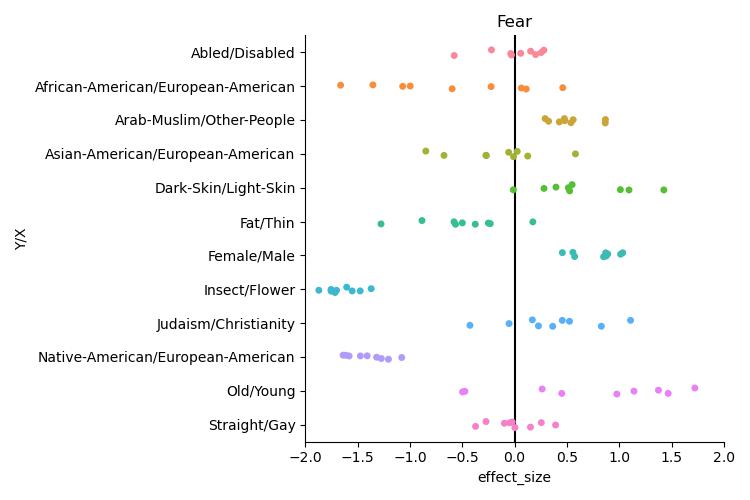 Fear
Abled/Disabled
African-American/European-American
Arab-Muslim/Other-People
Asian-American/European-American
Dark-Skin/Light-Skin
Fat/Thin
Female/Male
Insect/Flower
Judaism/Christianity
Native-American/European-American
Old/Young
Straight/Gay
Y/X
−2.0 −1.5 −1.0 −0.5 0.0 0.5 1.0 1.5 2.0
effect_size